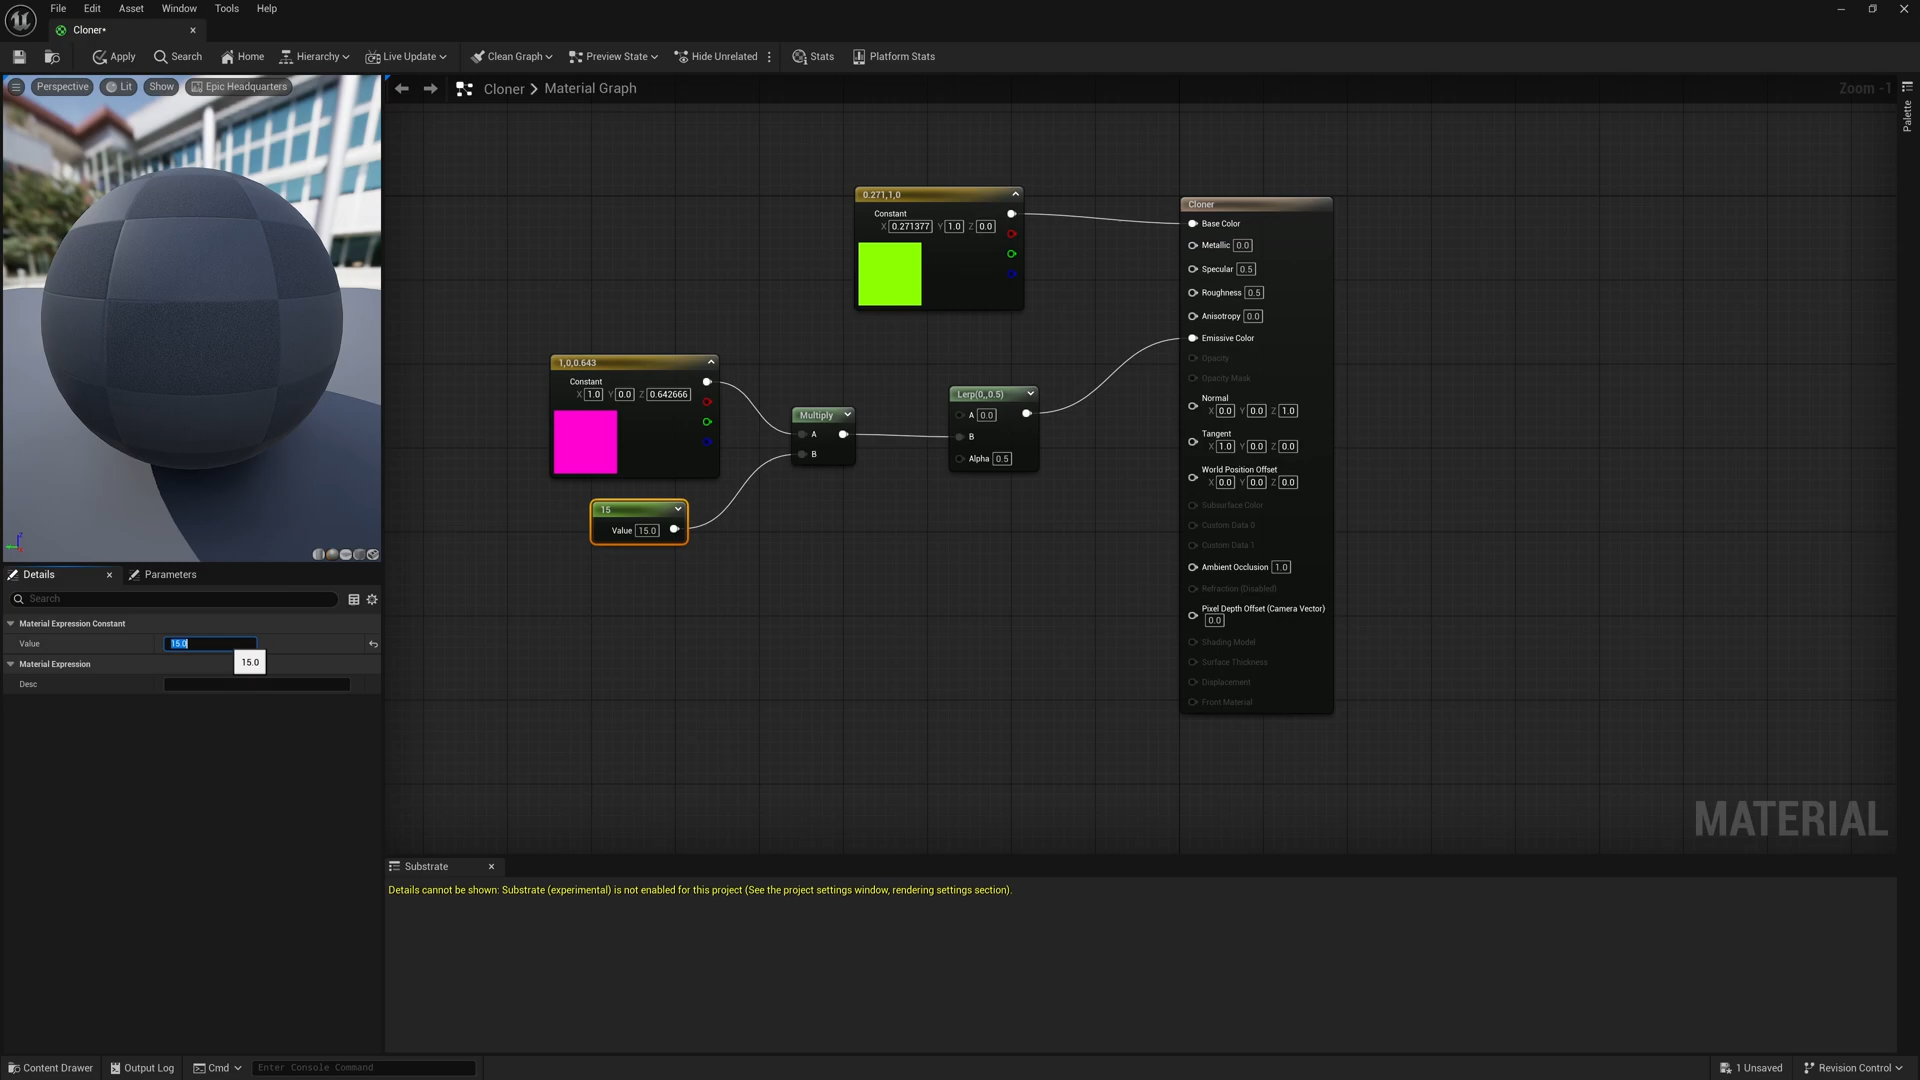 File Edit Asset Window Tools Help
Cloner*
Apply Search Home Hierarchy Live Update Clean Graph Preview State Hide Unrelated Stats Platform Stats
Perspective Lit Show Epic Headquarters
Cloner > Material Graph
Zoom -1
Palette
0.271,1,0
Constant
X 0.271377 Y 1.0 Z 0.0
1,0,0.643
Constant
X 1.0 Y 0.0 Z 0.642666
15
Value 15.0
Multiply
A
B
Lerp(0,,0.5)
A 0.0
B
Alpha 0.5
Cloner
Base Color
Metallic 0.0
Specular 0.5
Roughness 0.5
Anisotropy 0.0
Emissive Color
Opacity
Opacity Mask
Normal
X 0.0 Y 0.0 Z 1.0
Tangent
X 1.0 Y 0.0 Z 0.0
World Position Offset
X 0.0 Y 0.0 Z 0.0
Subsurface Color
Custom Data 0
Custom Data 1
Ambient Occlusion 1.0
Refraction (Disabled)
Pixel Depth Offset (Camera Vector)
0.0
Shading Model
Surface Thickness
Displacement
Front Material
MATERIAL
Details Parameters
Search
Material Expression Constant
Value 15.0
15.0
Material Expression
Desc
Substrate
Details cannot be shown: Substrate (experimental) is not enabled for this project (See the project settings window, rendering settings section).
Content Drawer Output Log Cmd Enter Console Command 1 Unsaved Revision Control